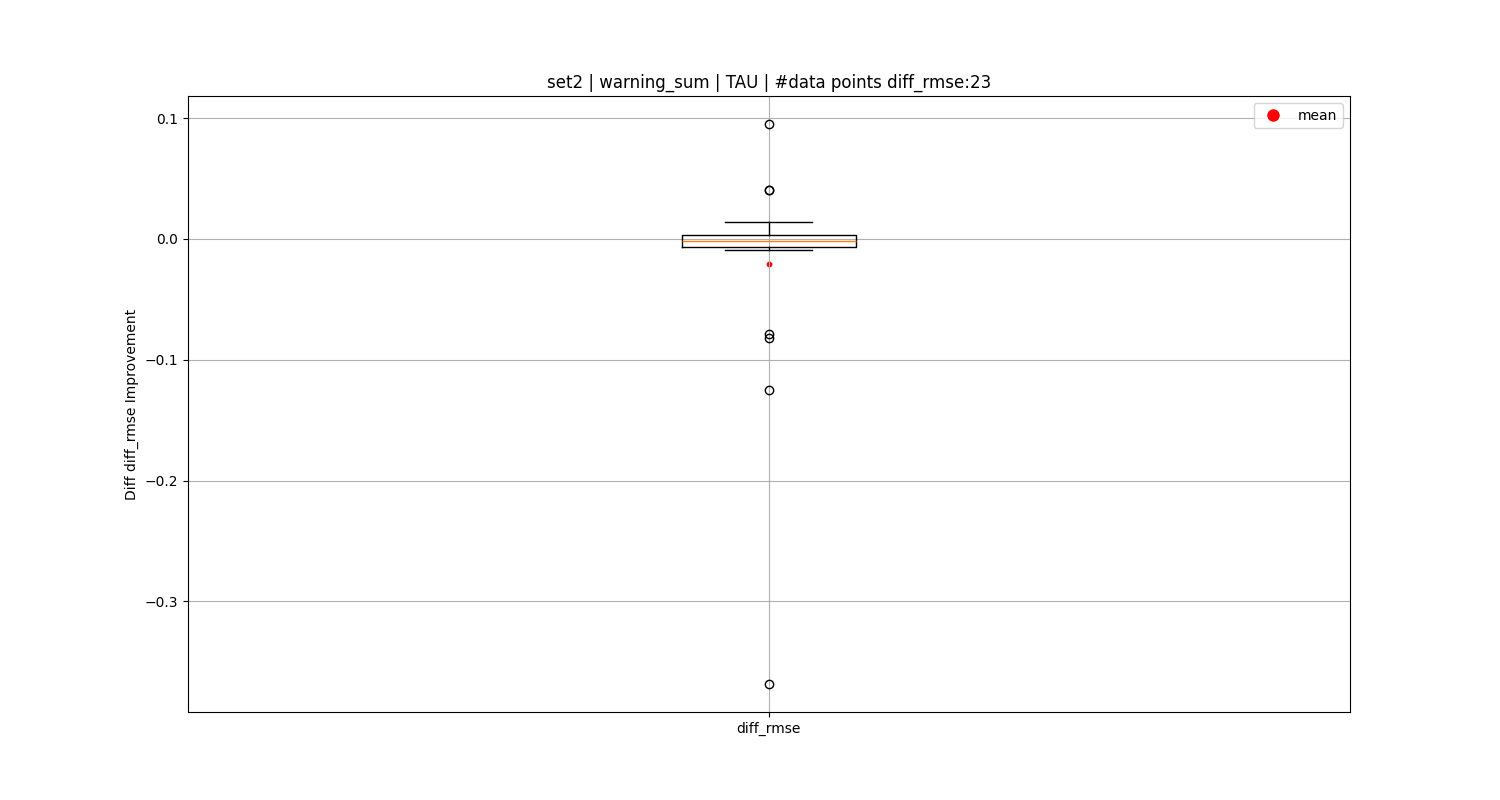 set2 | warning_sum | TAU | #data points diff_rmse:23
mean
0.1
0.0
−0.1
−0.2
−0.3
Diff diff_rmse Improvement
diff_rmse